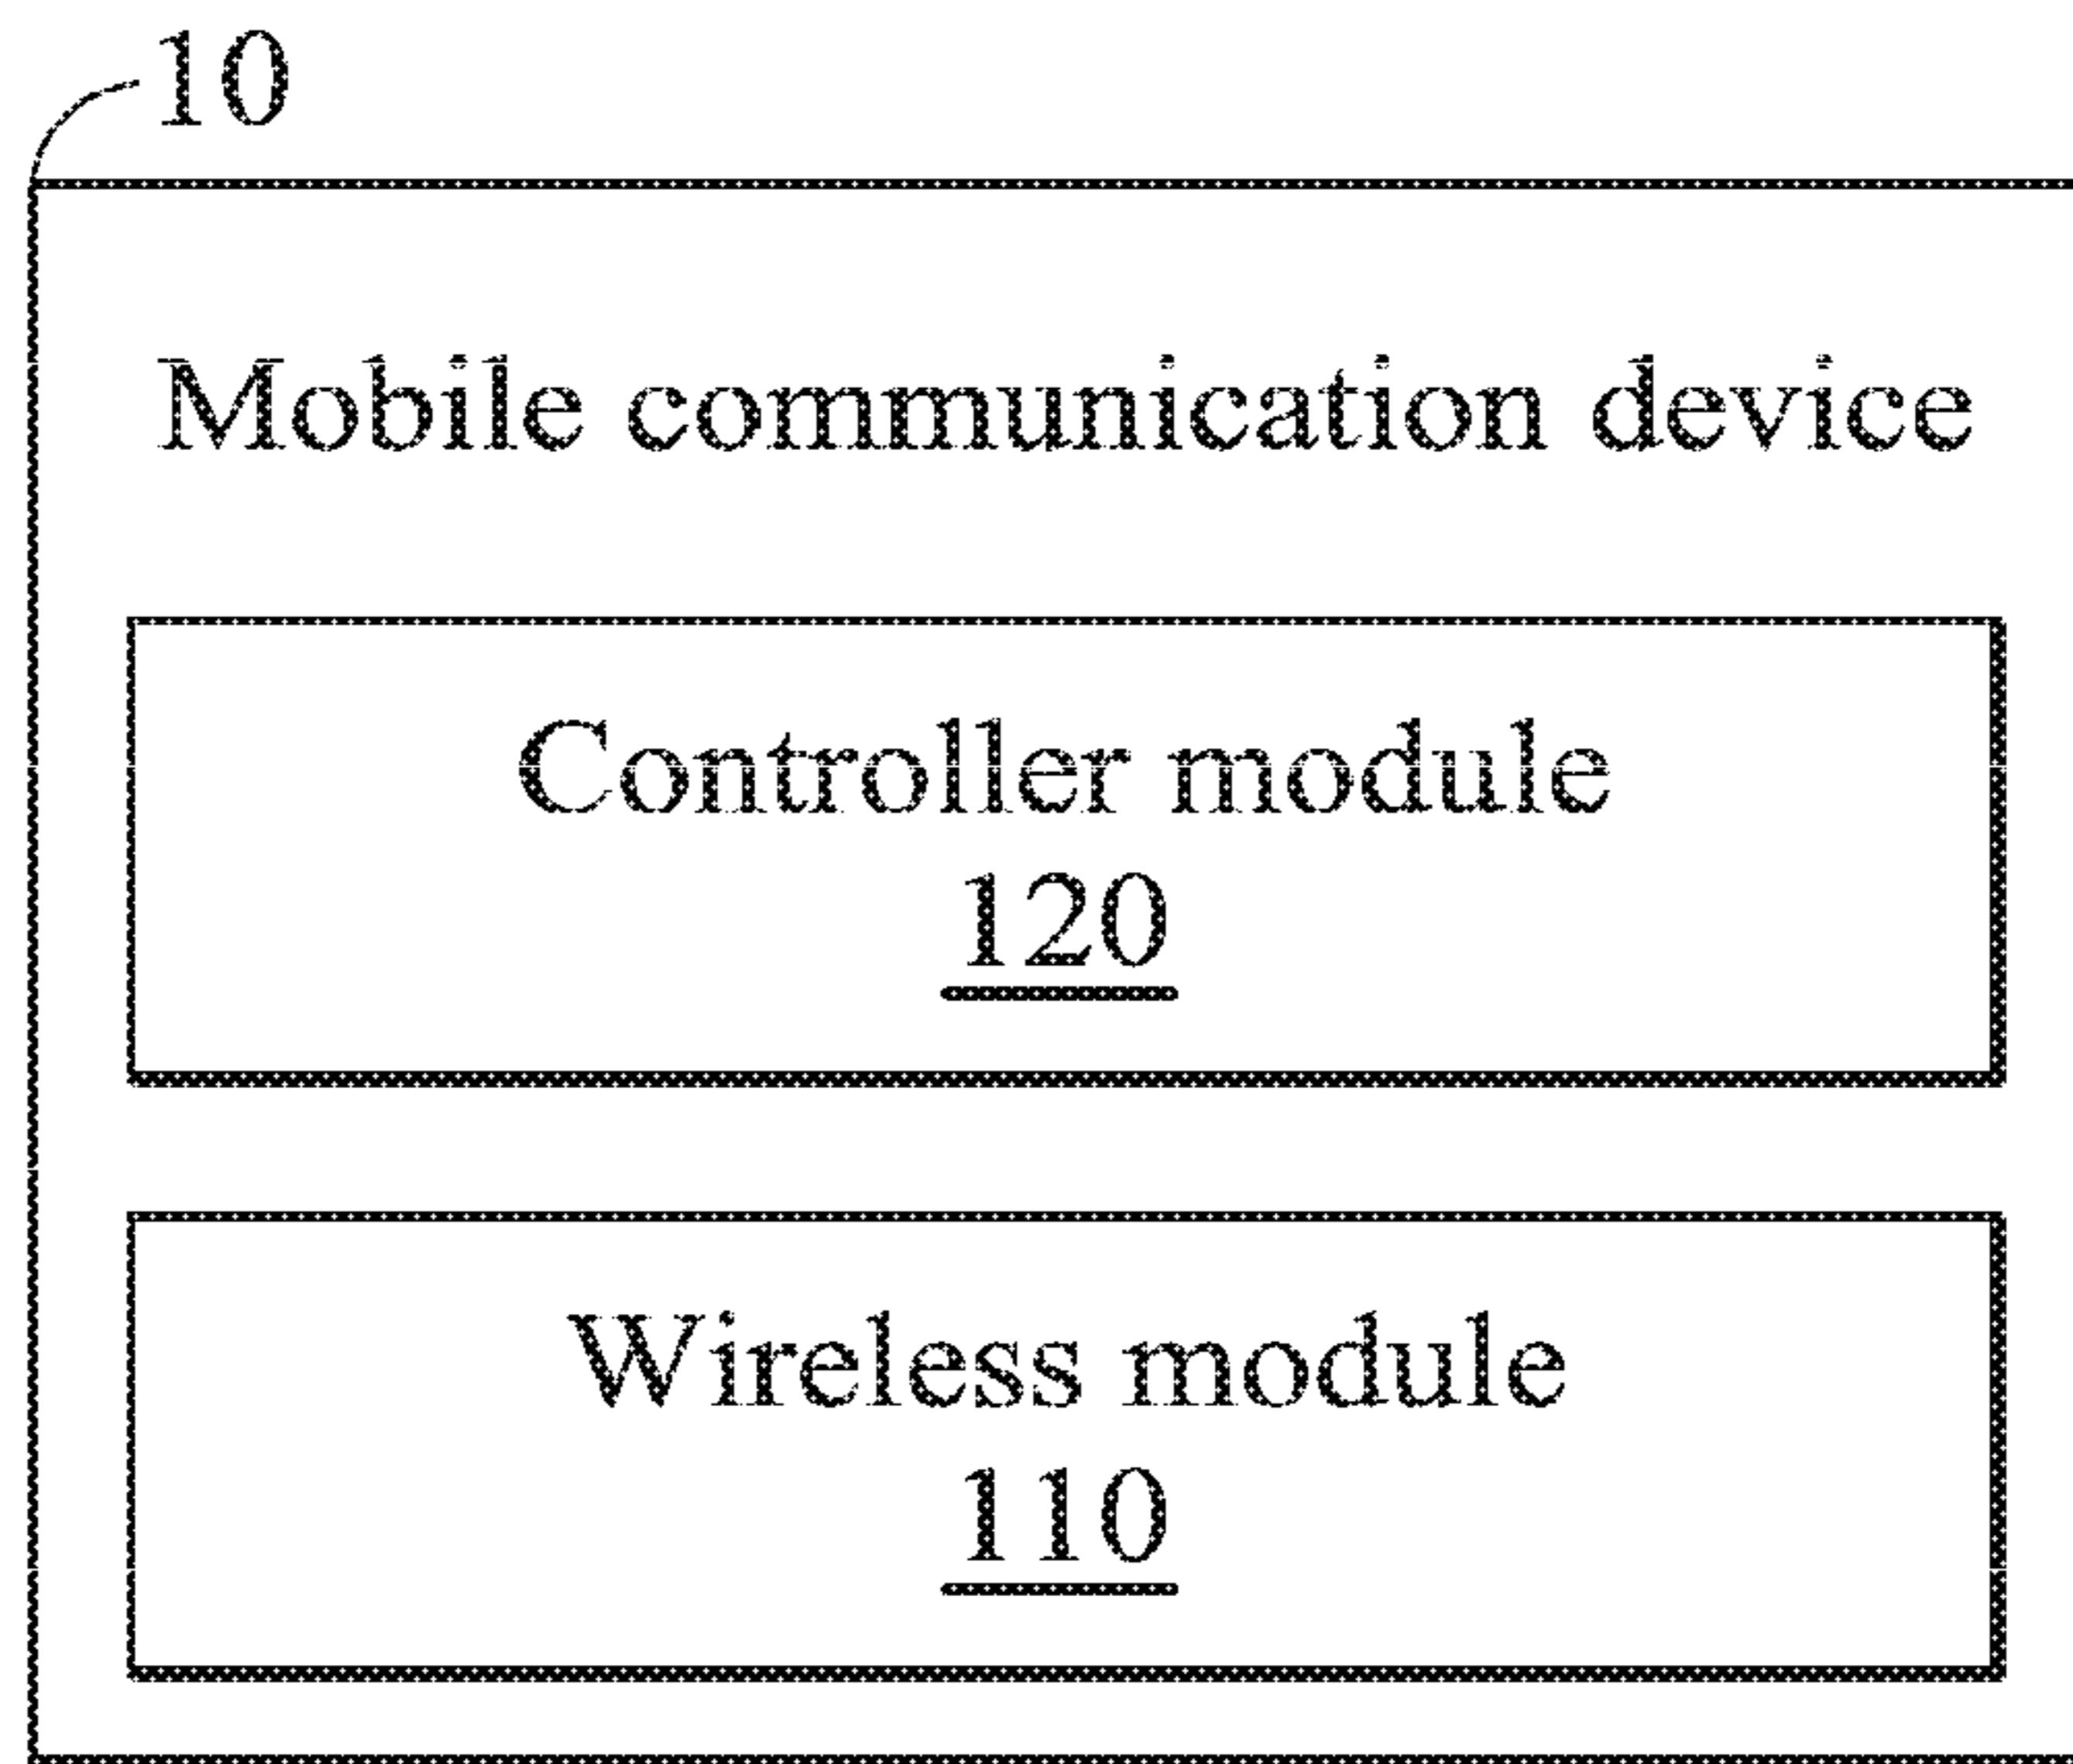 10
Mobile communication device
Controller module
120
Wireless module
110